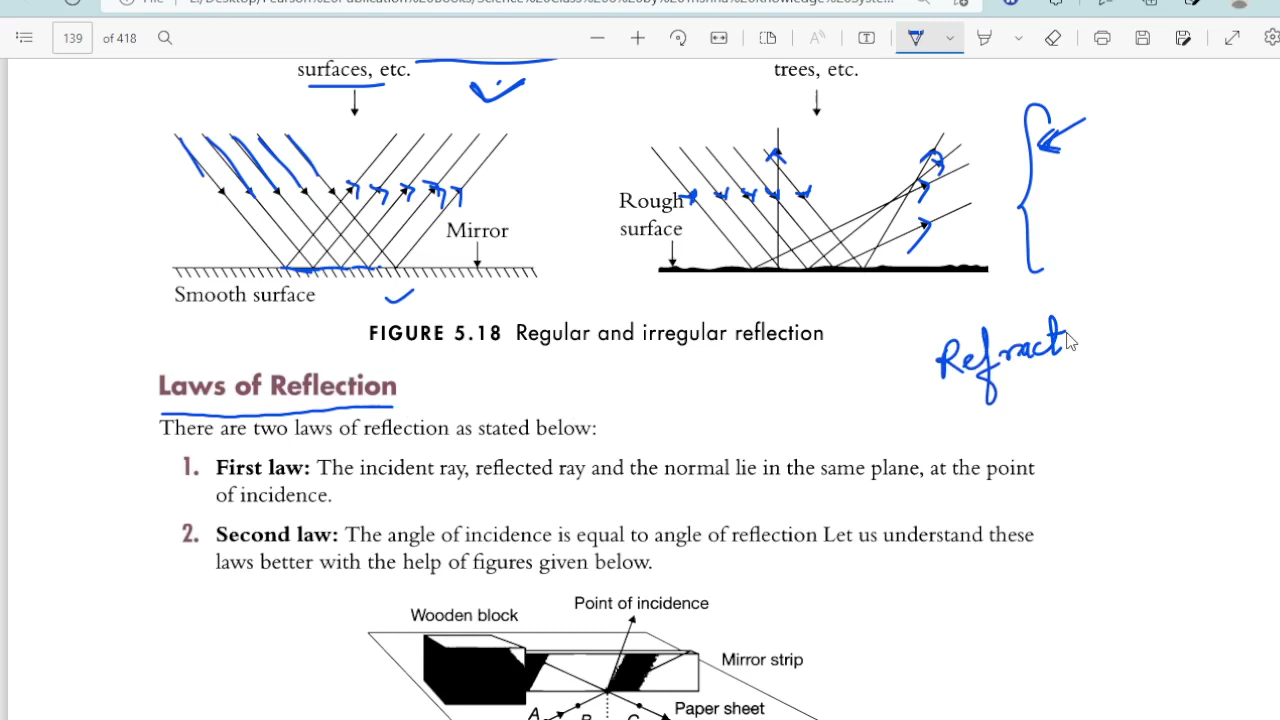 139 of 418
surfaces, etc.
trees, etc.
Rough
surface
Mirror
Smooth surface
FIGURE 5.18 Regular and irregular reflection
Refract
Laws of Reflection
There are two laws of reflection as stated below:
1. First law: The incident ray, reflected ray and the normal lie in the same plane, at the point
of incidence.
2. Second law: The angle of incidence is equal to angle of reflection Let us understand these
laws better with the help of figures given below.
Point of incidence
Wooden block
Mirror strip
Paper sheet
A